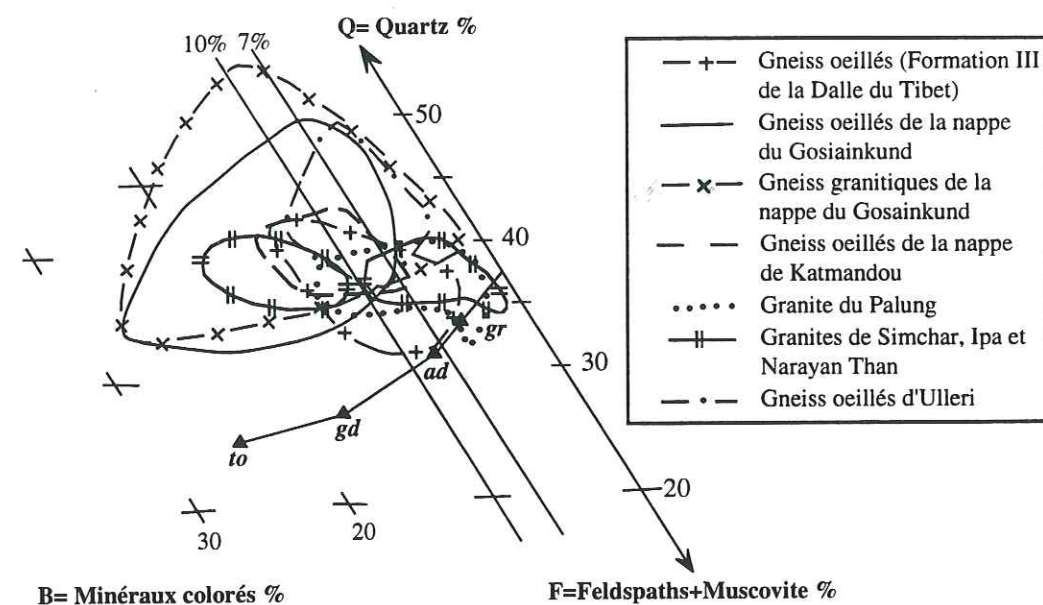 Q= Quartz %
10%
7%
50
40
30
20
gr
ad
gd
to
30
20
B= Minéraux colorés %
F=Feldspaths+Muscovite %
Gneiss oeillés (Formation III
de la Dalle du Tibet)
Gneiss oeillés de la nappe
du Gosiainkund
Gneiss granitiques de la
nappe du Gosainkund
Gneiss oeillés de la nappe
de Katmandou
Granite du Palung
Granites de Simchar, Ipa et
Narayan Than
Gneiss oeillés d'Ulleri